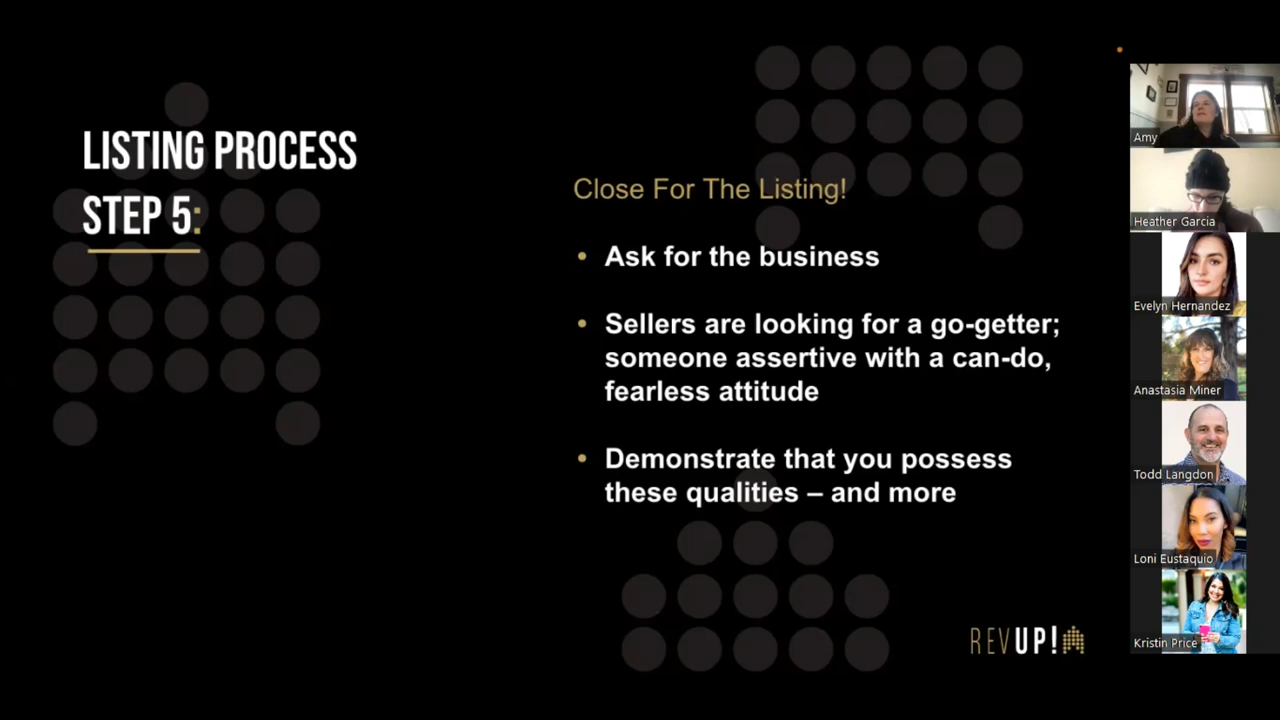 LISTING PROCESS
STEP 5:
Close For The Listing!
• Ask for the business
• Sellers are looking for a go-getter;
someone assertive with a can-do,
fearless attitude
• Demonstrate that you possess
these qualities – and more
REVUP!
Amy
Heather Garcia
Evelyn Hernandez
Anastasia Miner
Todd Langdon
Loni Eustaquio
Kristin Price